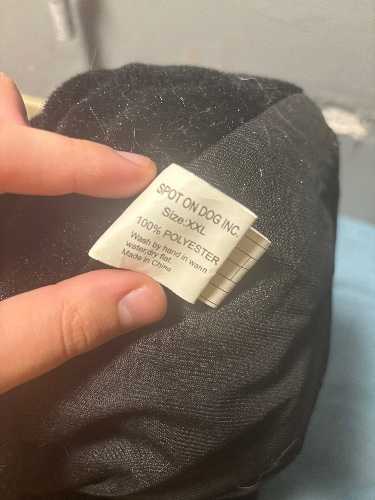 SPOT ON DOG INC.
Size:XXL
100% POLYESTER
Wash by hand in warm
water,dry flat.
Made in China